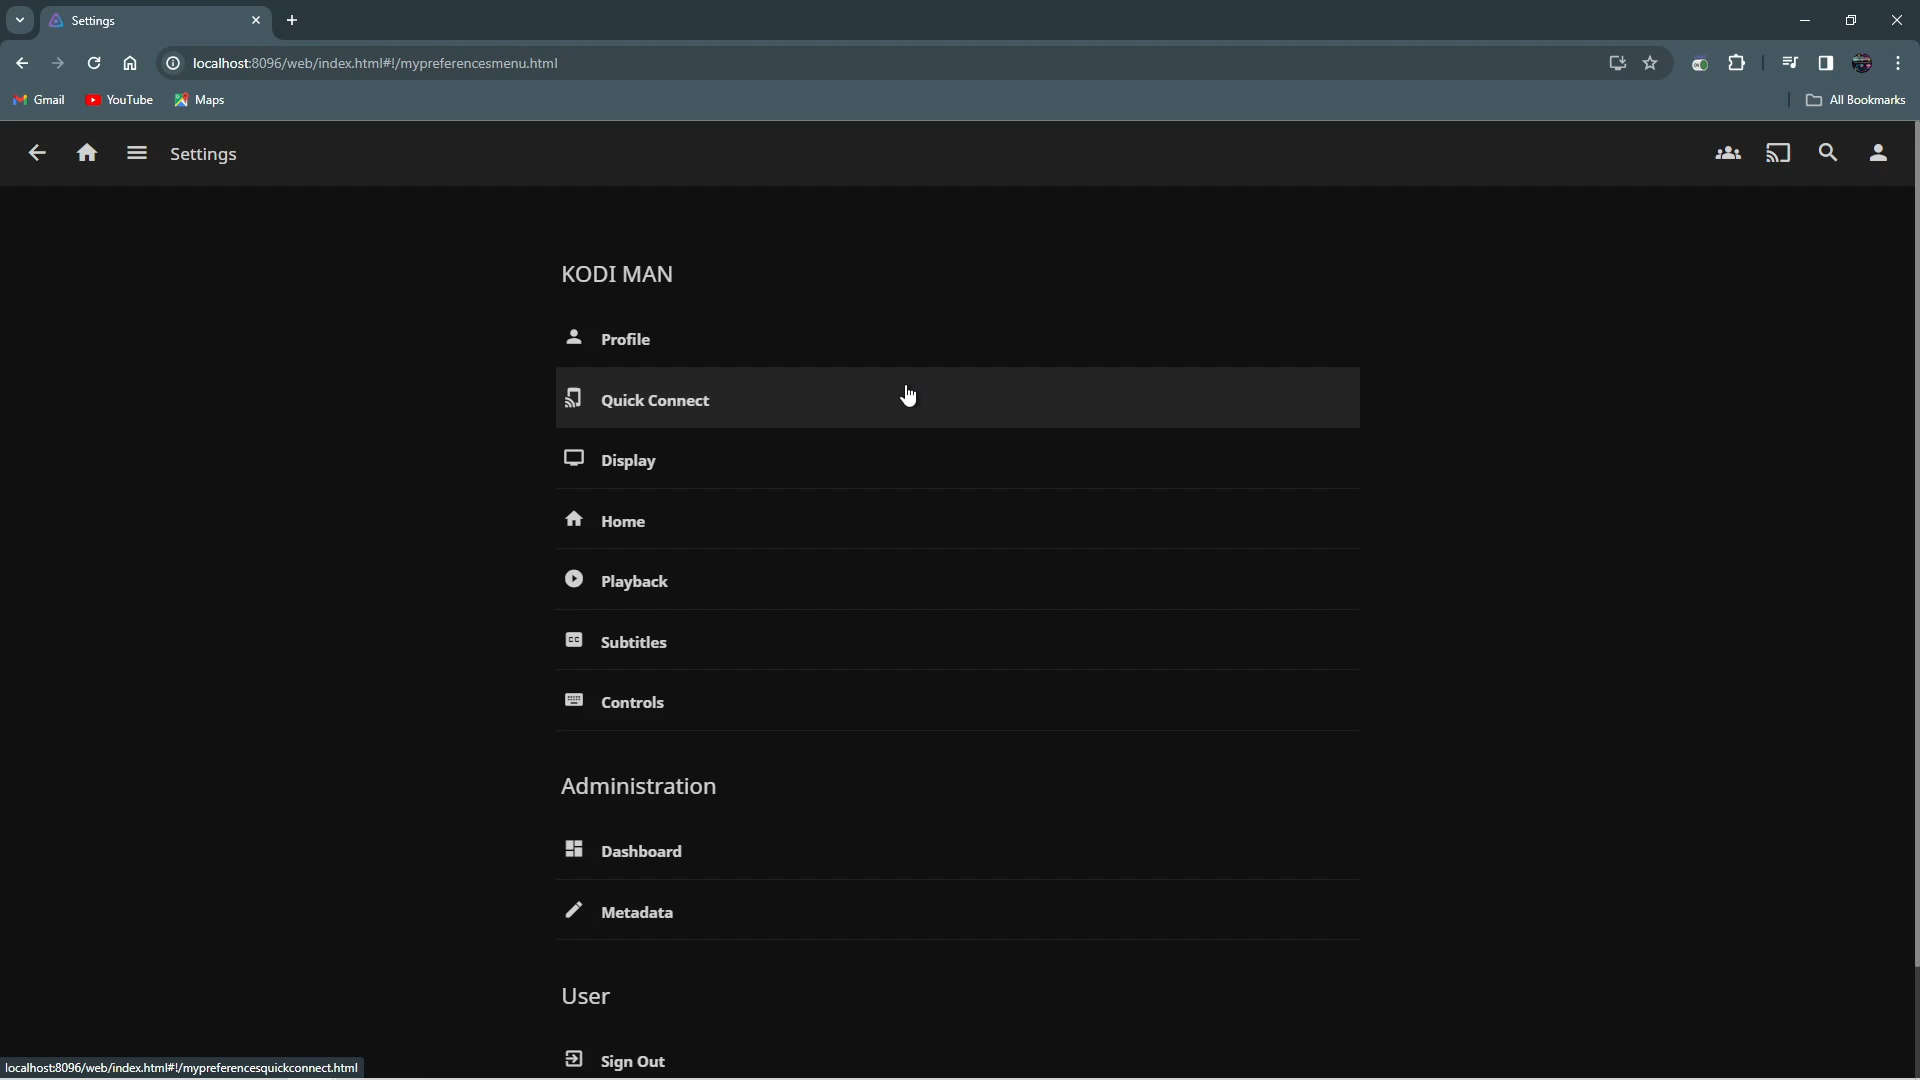 Settings
localhost:8096/web/index.html#!/mypreferencesmenu.html
Gmail
YouTube
Maps
All Bookmarks
Settings
KODI MAN
Profile
Quick Connect
Display
Home
Playback
CC Subtitles
Controls
Administration
Dashboard
Metadata
User
Sign Out
localhost:8096/web/index.html#!/mypreferencesquickconnect.html